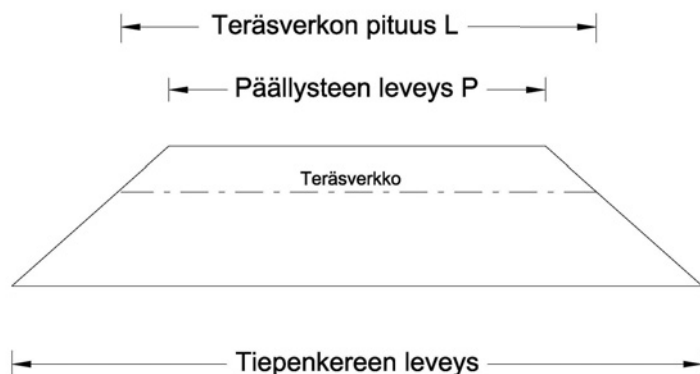 Teräsverkon pituus L
Päällysteen leveys P
Teräsverkko
Tiepenkereen leveys